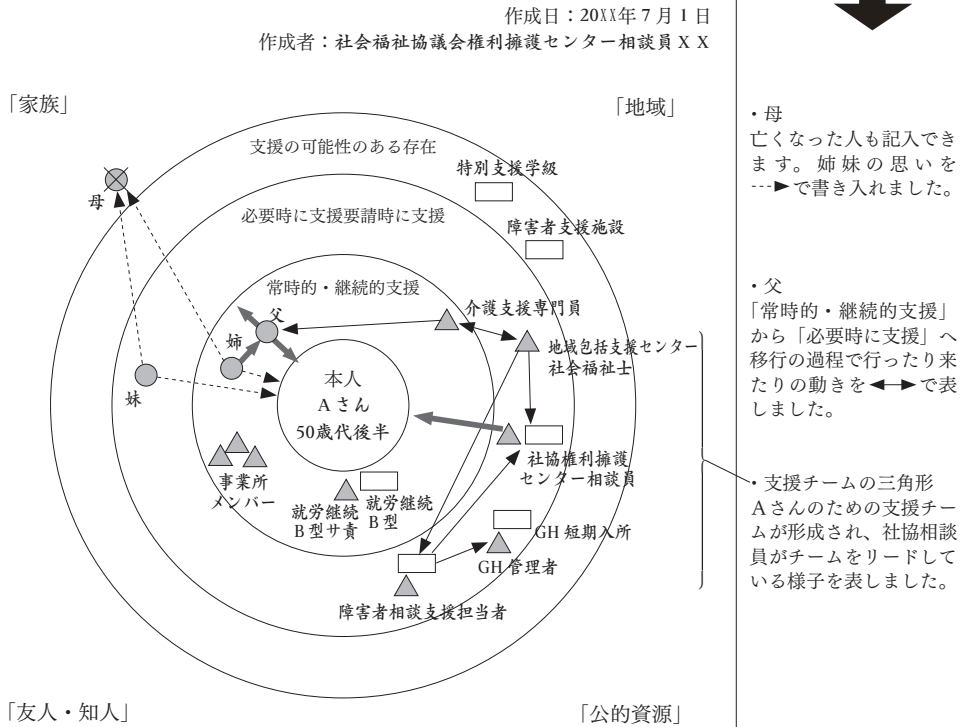 作成日：20XX年7月1日
作成者：社会福祉協議会権利擁護センター相談員ＸＸ
「家族」
「地域」
支援の可能性のある存在
特別支援学級
母
必要時に支援要請時に支援
障害者支援施設
常時的・継続的支援
介護支援専門員
父
姉
地域包括支援センター
社会福祉士
妹
本人
Ａさん
50歳代後半
社協権利擁護
センター相談員
事業所
メンバー
就労継続
Ｂ型サ責
就労継続
Ｂ型
GH 短期入所
GH 管理者
障害者相談支援担当者
「友人・知人」
「公的資源」
・母
亡くなった人も記入でき
ます。姉妹の思いを
で書き入れました。
・父
「常時的・継続的支援」
から「必要時に支援」へ
移行の過程で行ったり来
たりの動きを◀─▶で表
しました。
・支援チームの三角形
Ａさんのための支援チー
ムが形成され、社協相談
員がチームをリードして
いる様子を表しました。